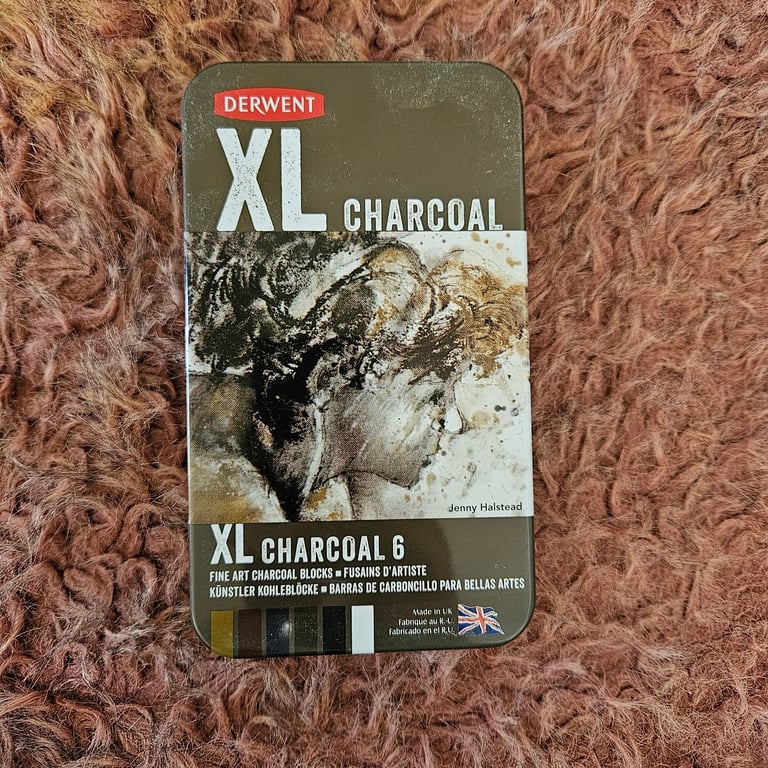 DERWENT
XL CHARCOAL
Jenny Halstead
XL CHARCOAL 6
FINE ART CHARCOAL BLOCKS ■ FUSAINS D'ARTISTE
KÜNSTLER KOHLEBLÖCKE ■ BARRAS DE CARBONCILLO PARA BELLAS ARTES
Made in UK
Fabriqué au R.-U.
Fabricado en el R.U.